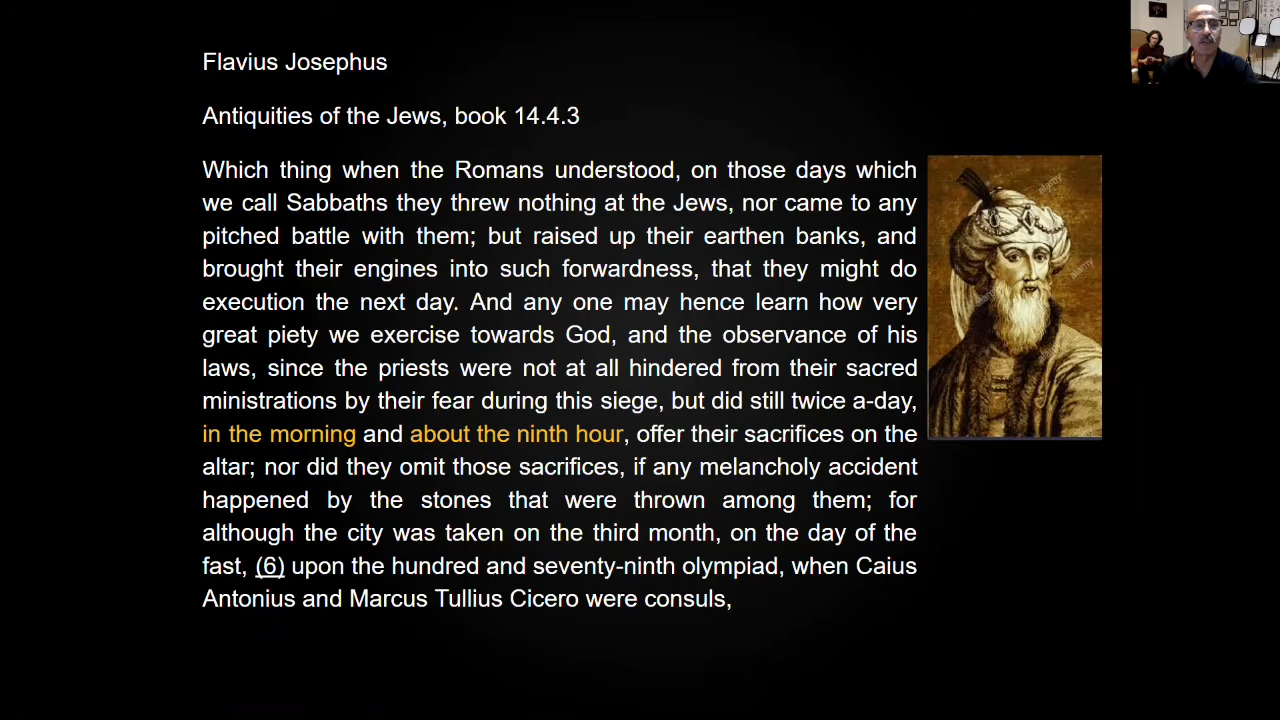 Flavius Josephus
Antiquities of the Jews, book 14.4.3
Which thing when the Romans understood, on those days which
we call Sabbaths they threw nothing at the Jews, nor came to any
pitched battle with them; but raised up their earthen banks, and
brought their engines into such forwardness, that they might do
execution the next day. And any one may hence learn how very
great piety we exercise towards God, and the observance of his
laws, since the priests were not at all hindered from their sacred
ministrations by their fear during this siege, but did still twice a-day,
in the morning and about the ninth hour, offer their sacrifices on the
altar; nor did they omit those sacrifices, if any melancholy accident
happened by the stones that were thrown among them; for
although the city was taken on the third month, on the day of the
fast, (6) upon the hundred and seventy-ninth olympiad, when Caius
Antonius and Marcus Tullius Cicero were consuls,
alamy
alamy
alamy
alamy